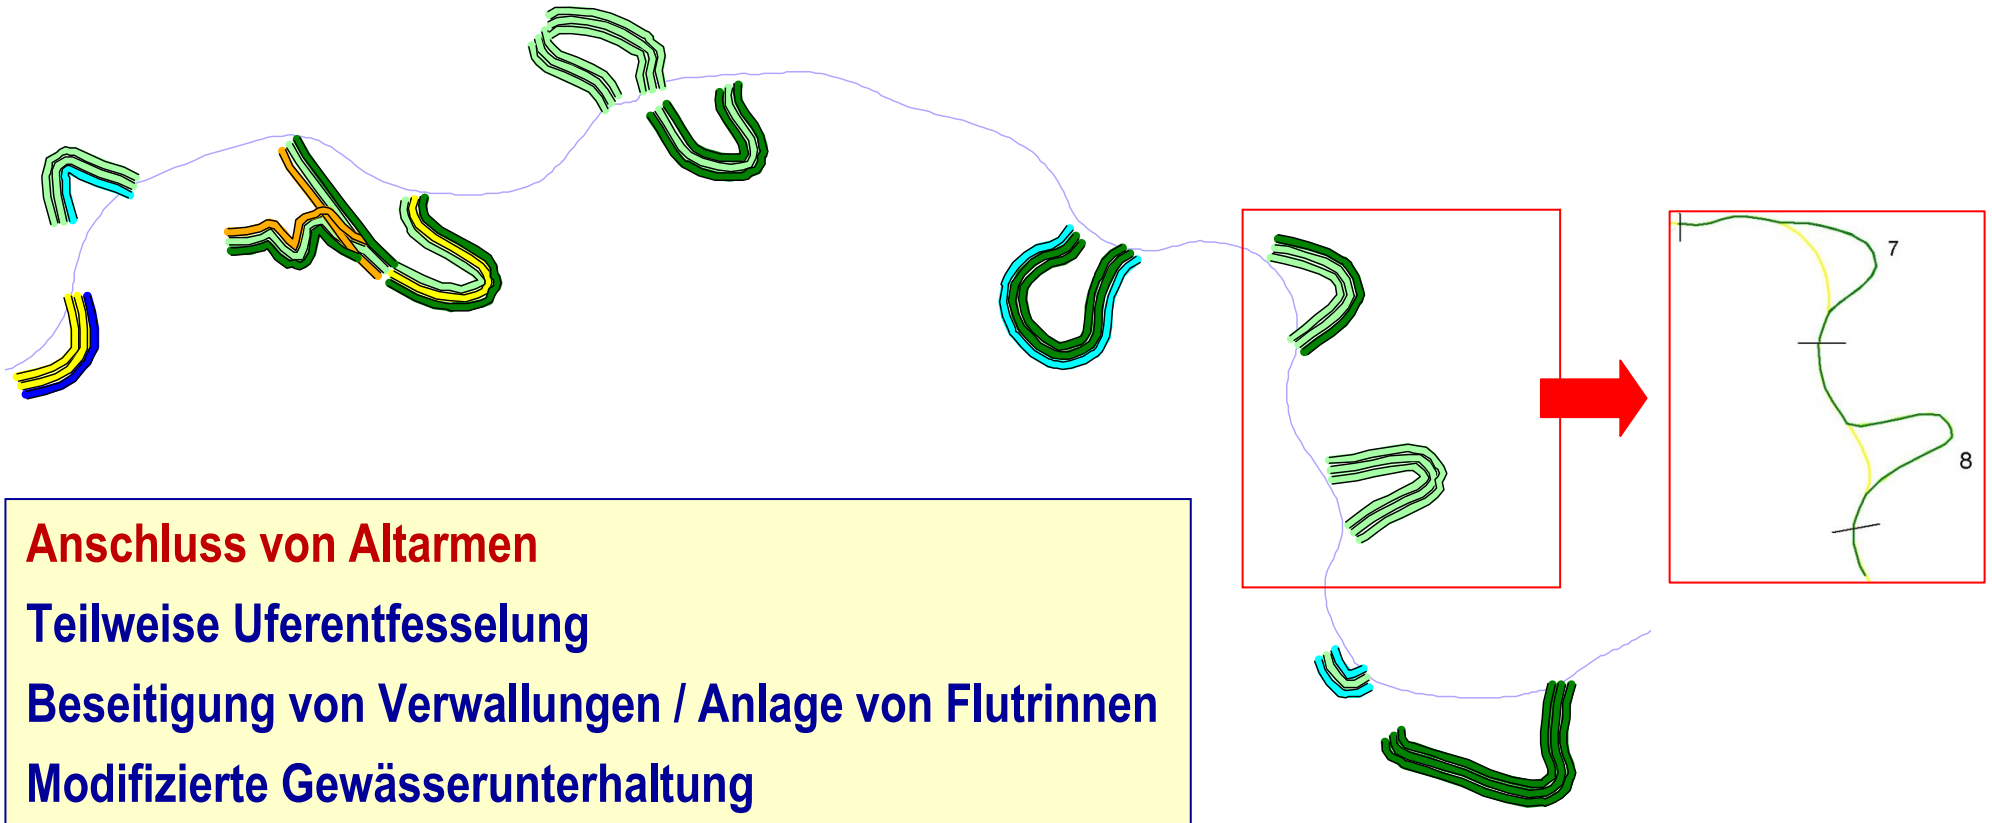 7
8
Anschluss von Altarmen
Teilweise Uferentfesselung
Beseitigung von Verwallungen / Anlage von Flutrinnen
Modifizierte Gewässerunterhaltung